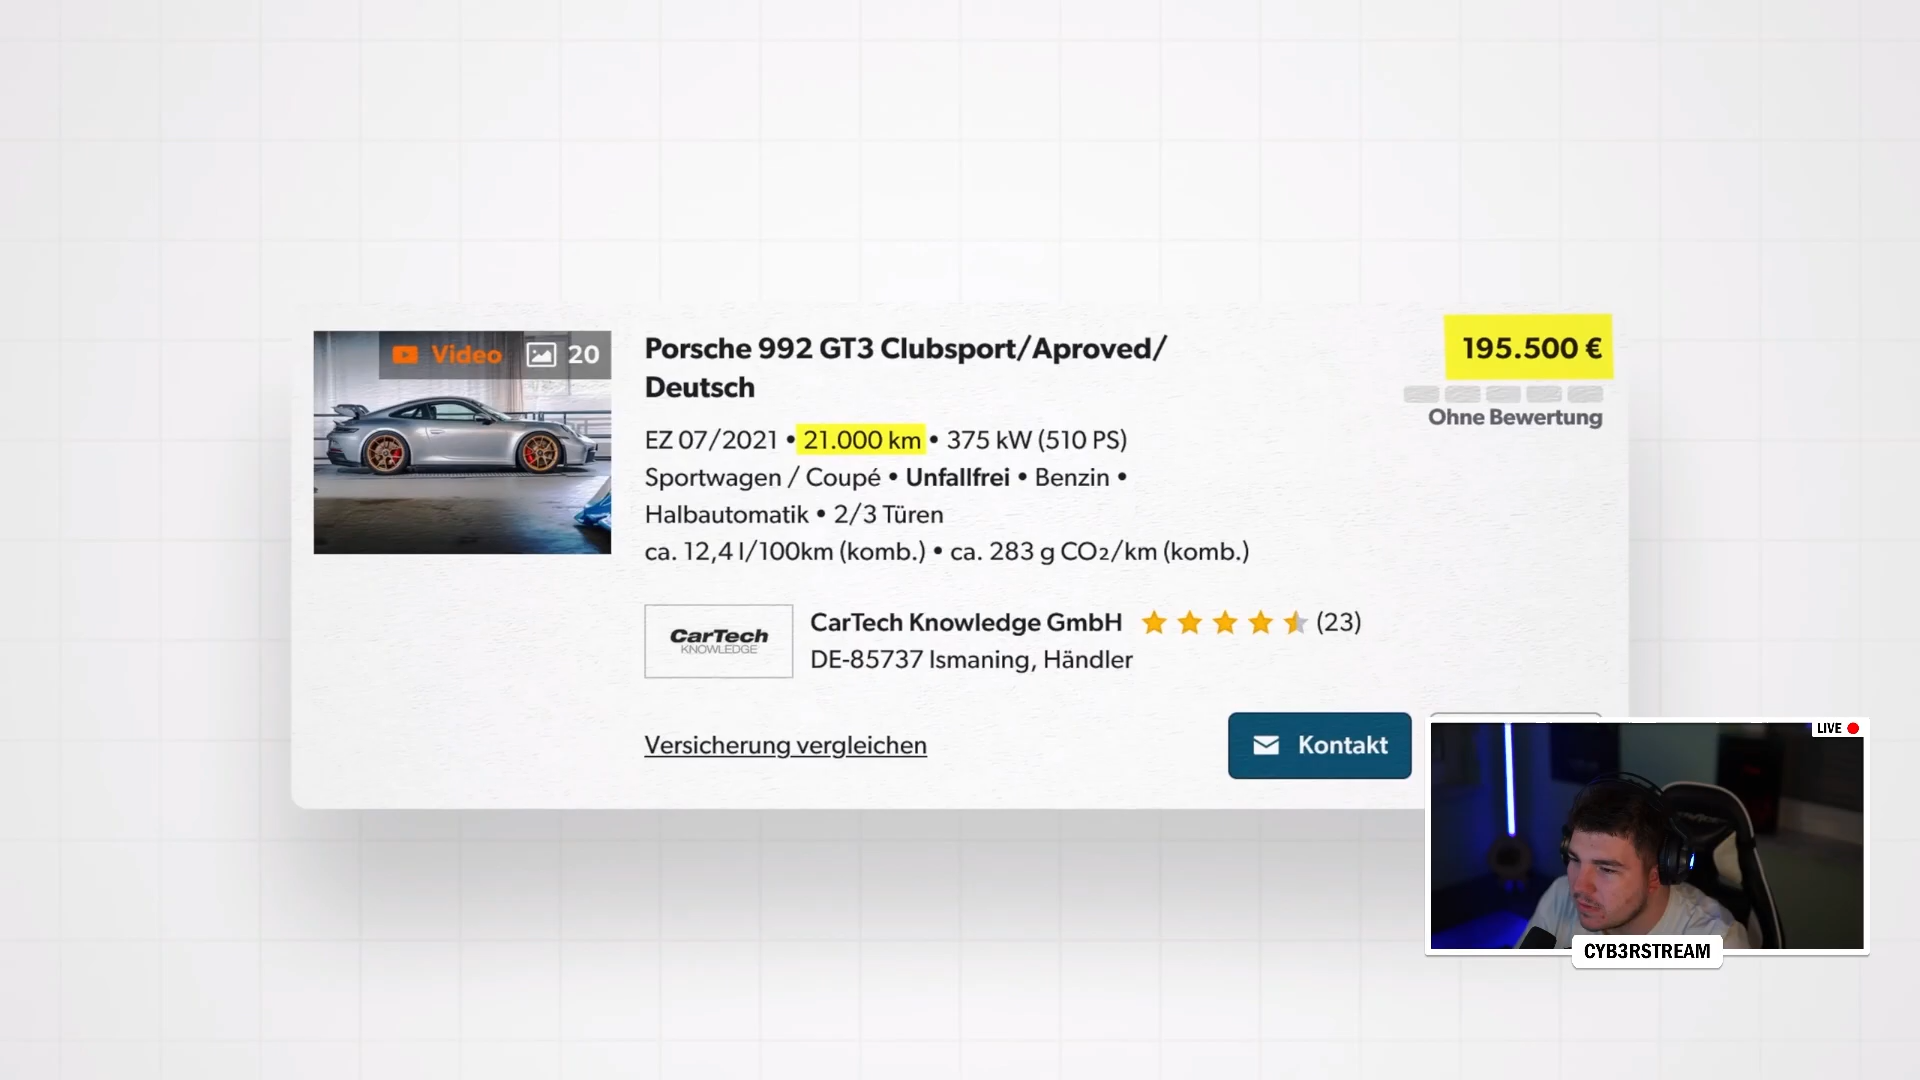 Video 20
Porsche 992 GT3 Clubsport/Aproved/
Deutsch
195.500 €
Ohne Bewertung
EZ 07/2021 • 21.000 km • 375 kW (510 PS)
Sportwagen / Coupé • Unfallfrei • Benzin •
Halbautomatik • 2/3 Türen
ca. 12,4 l/100km (komb.) • ca. 283 g CO2/km (komb.)
CarTech
KNOWLEDGE
CarTech Knowledge GmbH (23)
DE-85737 Ismaning, Händler
Versicherung vergleichen
Kontakt
LIVE
CYB3RSTREAM